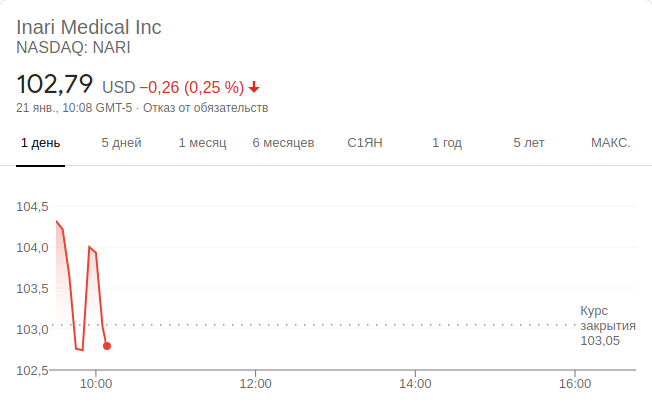 Inari Medical Inc
NASDAQ: NARI
102,79 USD −0,26 (0,25 %)
21 янв., 10:08 GMT-5 · Отказ от обязательств
1 день 5 дней 1 месяц 6 месяцев С1ЯН 1 год 5 лет МАКС.
104,5
104,0
103,5
Курс
103,0 закрытия
103,05
102,5
10:00 12:00 14:00 16:00